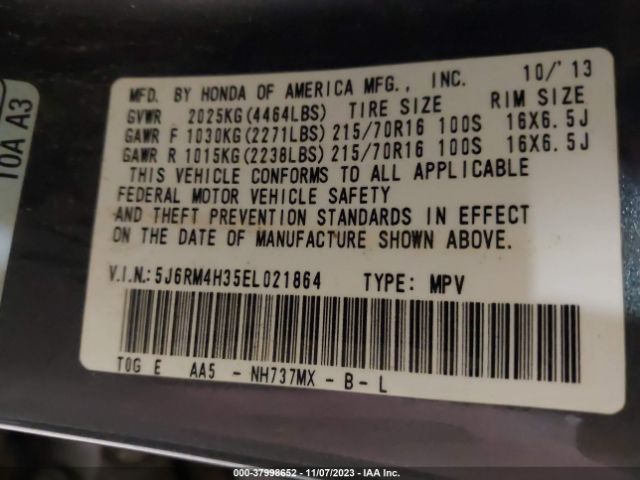 MFD. BY HONDA OF AMERICA MFG., INC. 10/'13
GVWR 2025KG(4464LBS) TIRE SIZE RIM SIZE
GAWR F 1030KG(2271LBS) 215/70R16 100S 16X6.5J
GAWR R 1015KG(2238LBS) 215/70R16 100S 16X6.5J
THIS VEHICLE CONFORMS TO ALL APPLICABLE
FEDERAL MOTOR VEHICLE SAFETY
AND THEFT PREVENTION STANDARDS IN EFFECT
ON THE DATE OF MANUFACTURE SHOWN ABOVE.
V.I.N.: 5J6RM4H35EL021864 TYPE: MPV
T0G E AA5 - NH737MX - B - L
T0A A3
000-37998652 - 11/07/2023 - IAA Inc.